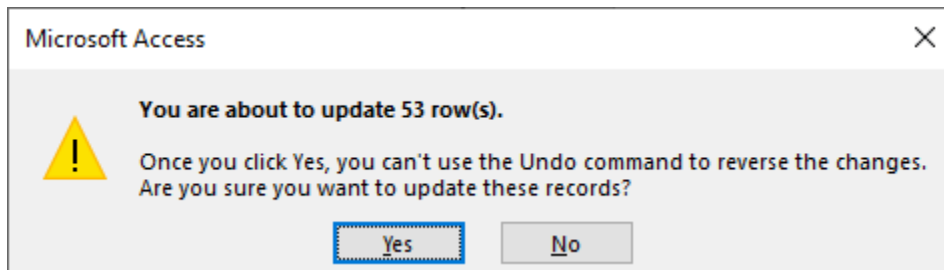 Microsoft Access
You are about to update 53 row(s).
Once you click Yes, you can't use the Undo command to reverse the changes.
Are you sure you want to update these records?
Yes No